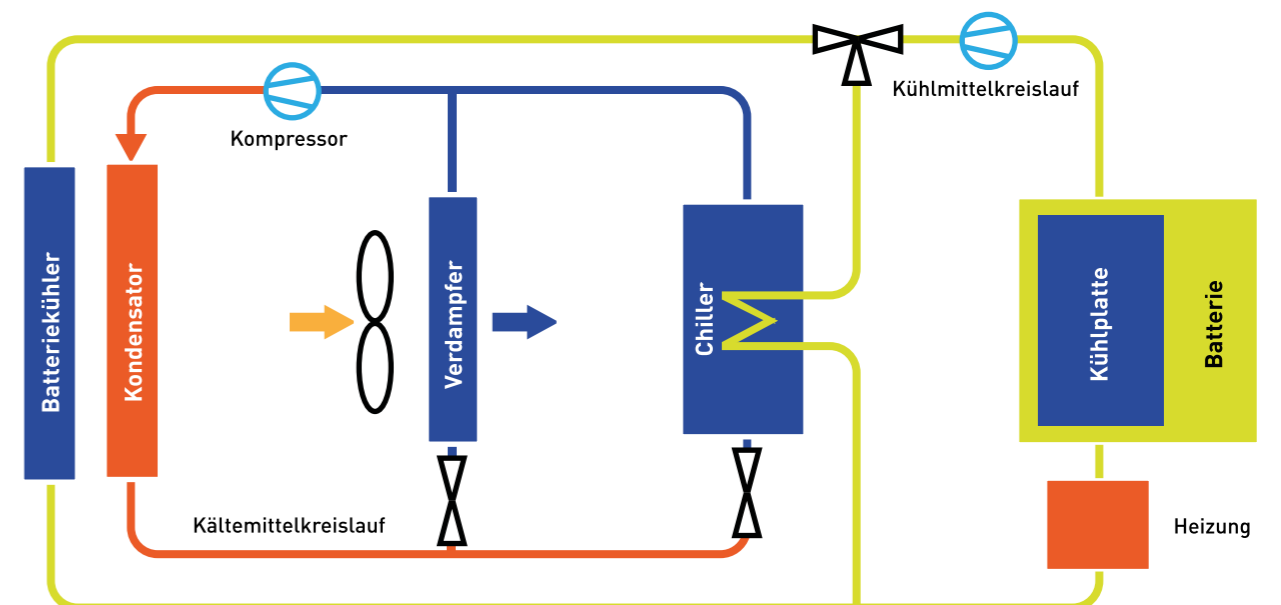 Kühlmittelkreislauf
Kompressor
Batteriekühler
Kondensator
Verdampfer
Chiller
Kühlplatte
Batterie
Kältemittelkreislauf
Heizung